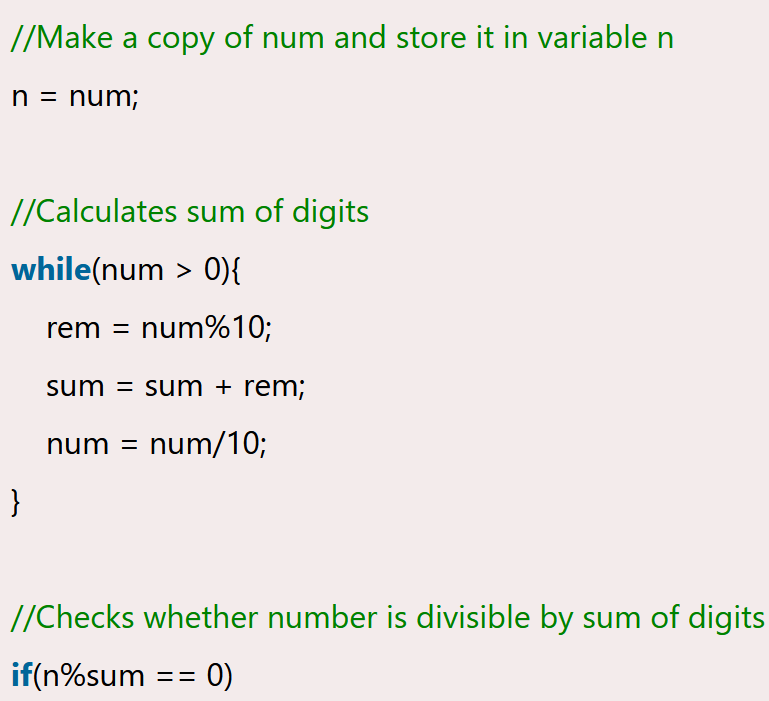 //Make a copy of num and store it in variable n
n = num;
//Calculates sum of digits
while(num > 0){
rem = num%10;
sum = sum + rem;
num = num/10;
}
//Checks whether number is divisible by sum of digits
if(n%sum == 0)